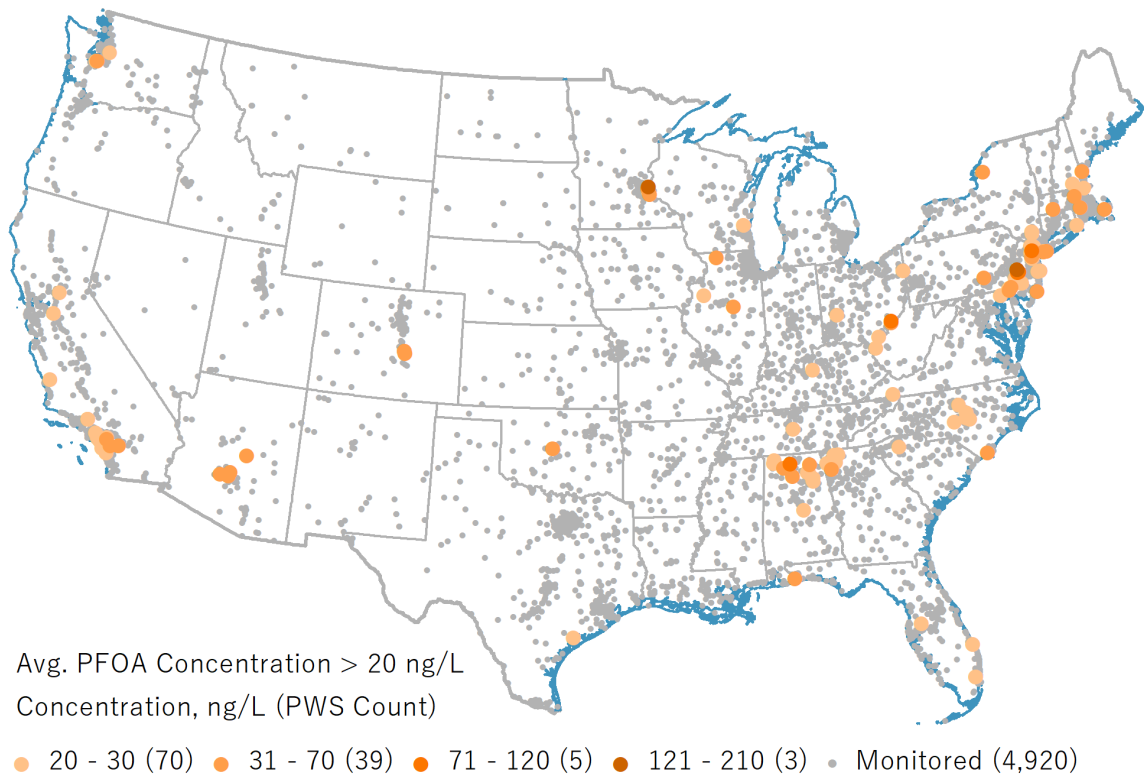 Avg. PFOA Concentration > 20 ng/L
Concentration, ng/L (PWS Count)
20 - 30 (70) 31 - 70 (39) 71 - 120 (5) 121 - 210 (3) Monitored (4,920)